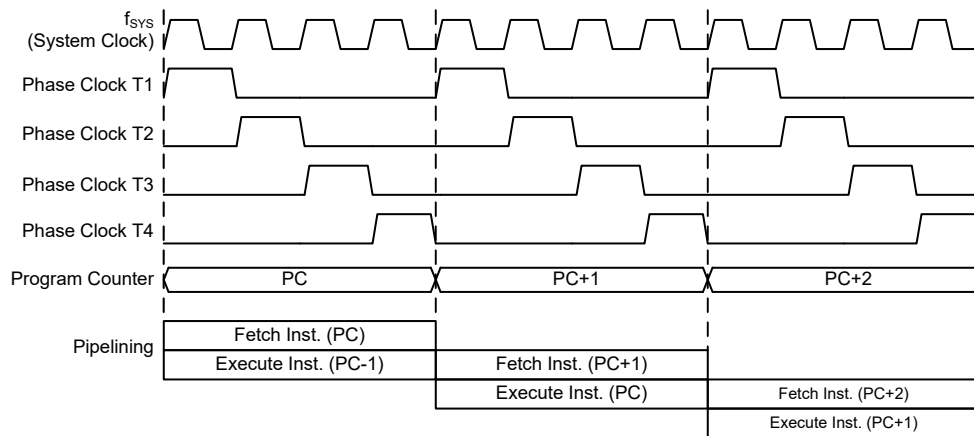 fSYS
(System Clock)
Phase Clock T1
Phase Clock T2
Phase Clock T3
Phase Clock T4
Program Counter PC PC+1 PC+2
Pipelining
Fetch Inst. (PC)
Execute Inst. (PC-1) Fetch Inst. (PC+1)
Execute Inst. (PC) Fetch Inst. (PC+2)
Execute Inst. (PC+1)